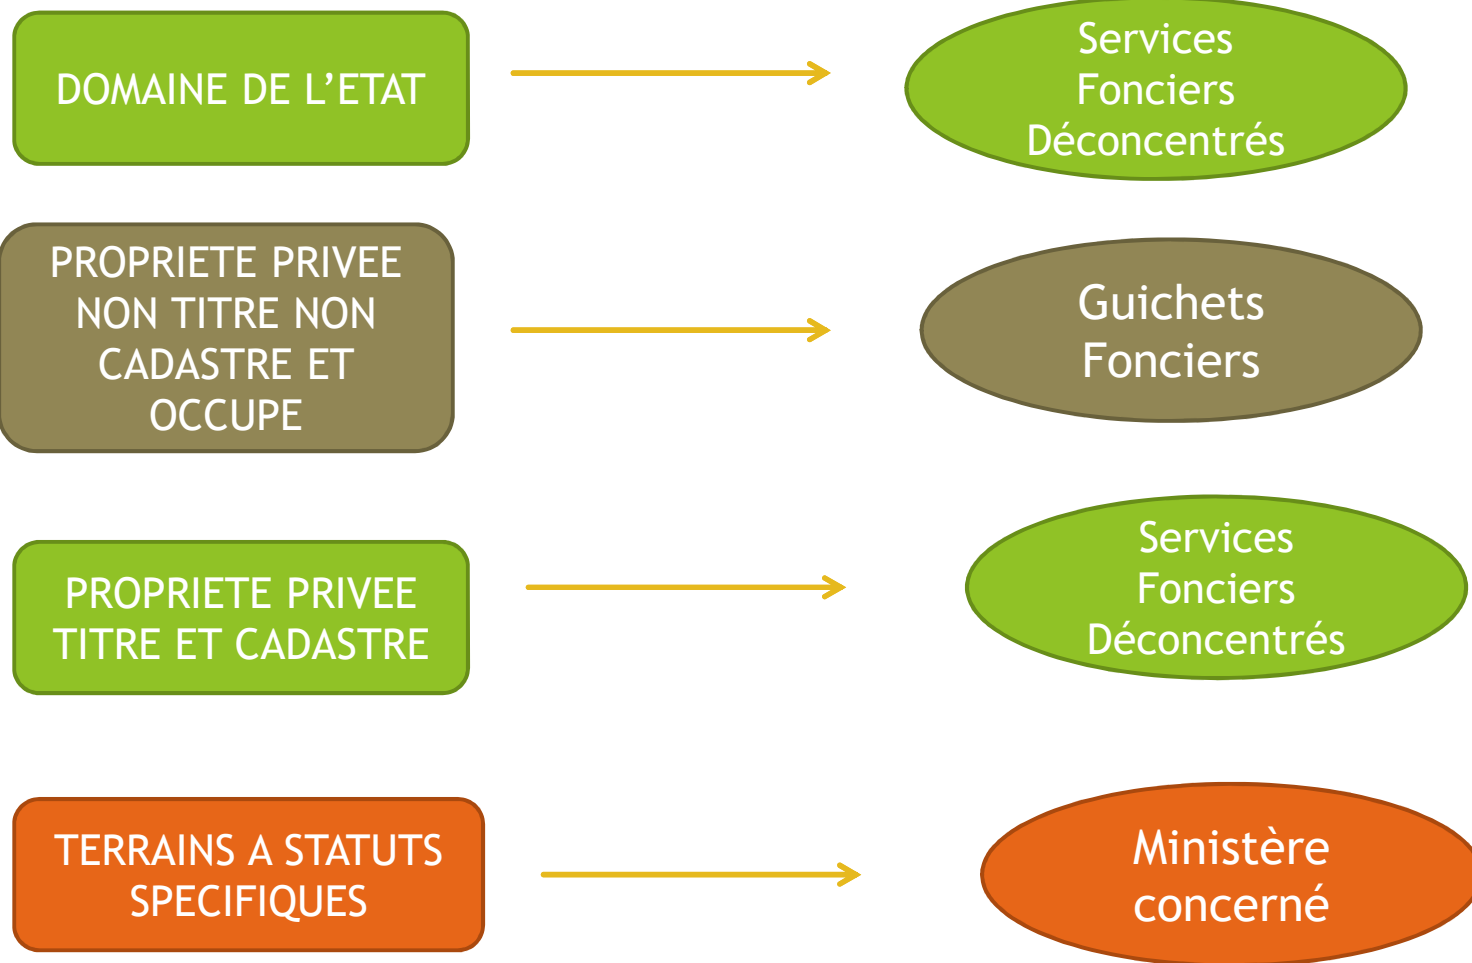 DOMAINE DE L’ETAT
Services
Fonciers
Déconcentrés
PROPRIETE PRIVEE
NON TITRE NON
CADASTRE ET
OCCUPE
Guichets
Fonciers
PROPRIETE PRIVEE
TITRE ET CADASTRE
Services
Fonciers
Déconcentrés
TERRAINS A STATUTS
SPECIFIQUES
Ministère
concerné